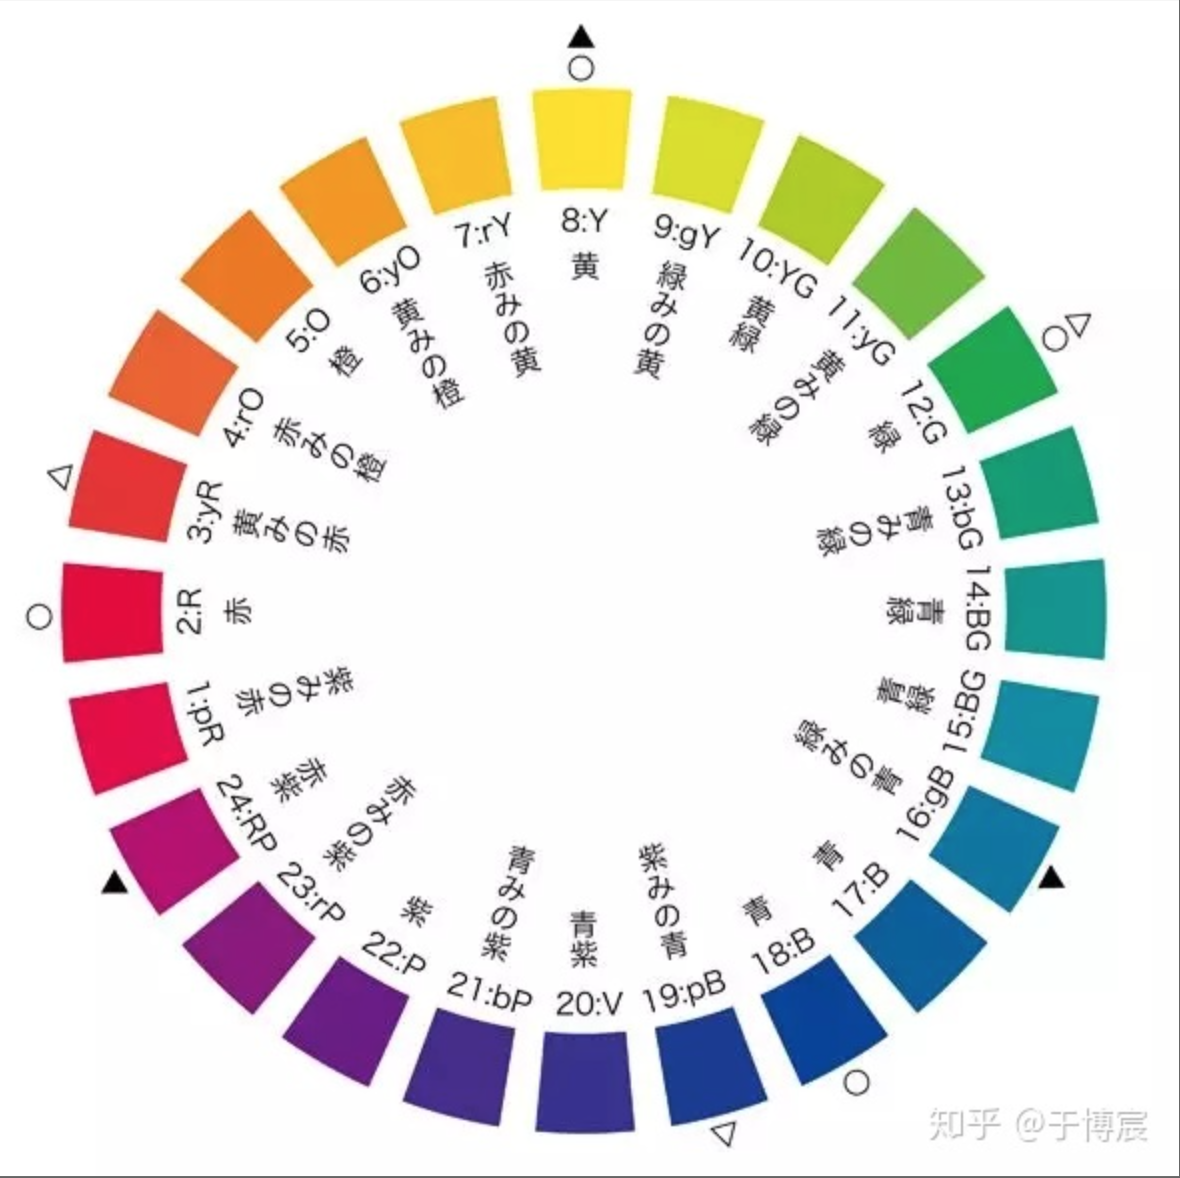 1:pR
紫みの赤
2:R
赤
3:yR
黄みの赤
4:rO
赤みの橙
5:O
橙
6:yO
黄みの橙
7:rY
赤みの黄
8:Y
黄
9:gY
緑みの黄
10:YG
黄緑
11:yG
黄みの緑
12:G
緑
13:bG
青みの緑
14:BG
青緑
15:BG
青緑
16:gB
緑みの青
17:B
青
18:B
青
19:pB
紫みの青
20:V
青紫
21:bP
青みの紫
22:P
紫
23:rP
赤みの紫
24:RP
赤紫
知乎 @于博宸